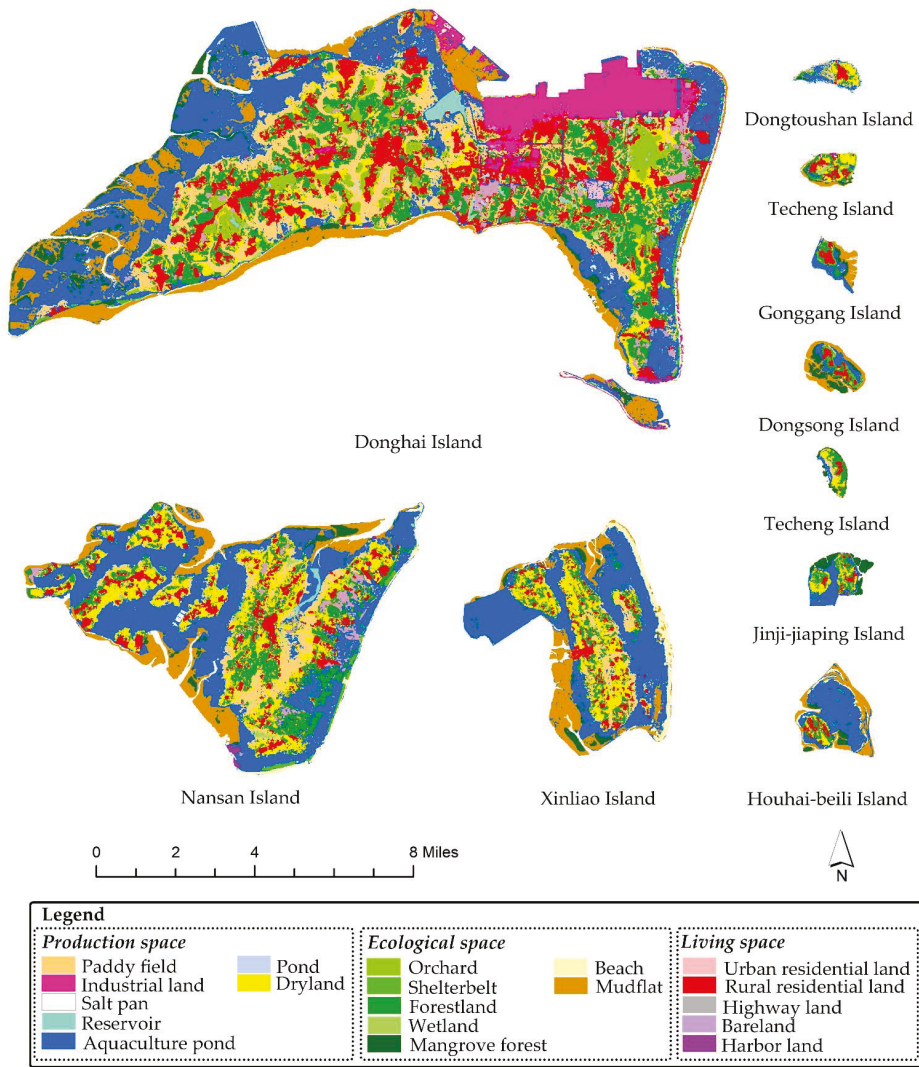 Dongtoushan Island
Techeng Island
Gonggang Island
Dongsong Island
Donghai Island
Techeng Island
Jinji-jiaping Island
Nansan Island
Xinliao Island
Houhai-beili Island
0 2 4 8 Miles
N
Legend
Production space
Paddy field
Industrial land
Salt pan
Reservoir
Aquaculture pond
Pond
Dryland
Ecological space
Orchard
Shelterbelt
Forestland
Wetland
Mangrove forest
Beach
Mudflat
Living space
Urban residential land
Rural residential land
Highway land
Bareland
Harbor land